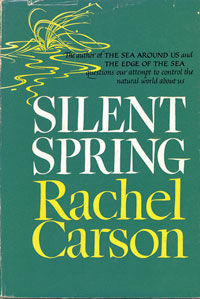 The author of THE SEA AROUND US and
THE EDGE OF THE SEA
questions our attempt to control the
natural world about us
SILENT
SPRING
Rachel
Carson